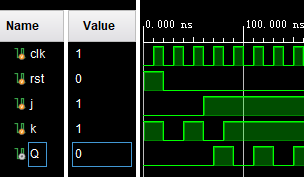 Name Value 0.000 ns 100.000 ns
clk 1
rst 0
j 1
k 1
Q 0